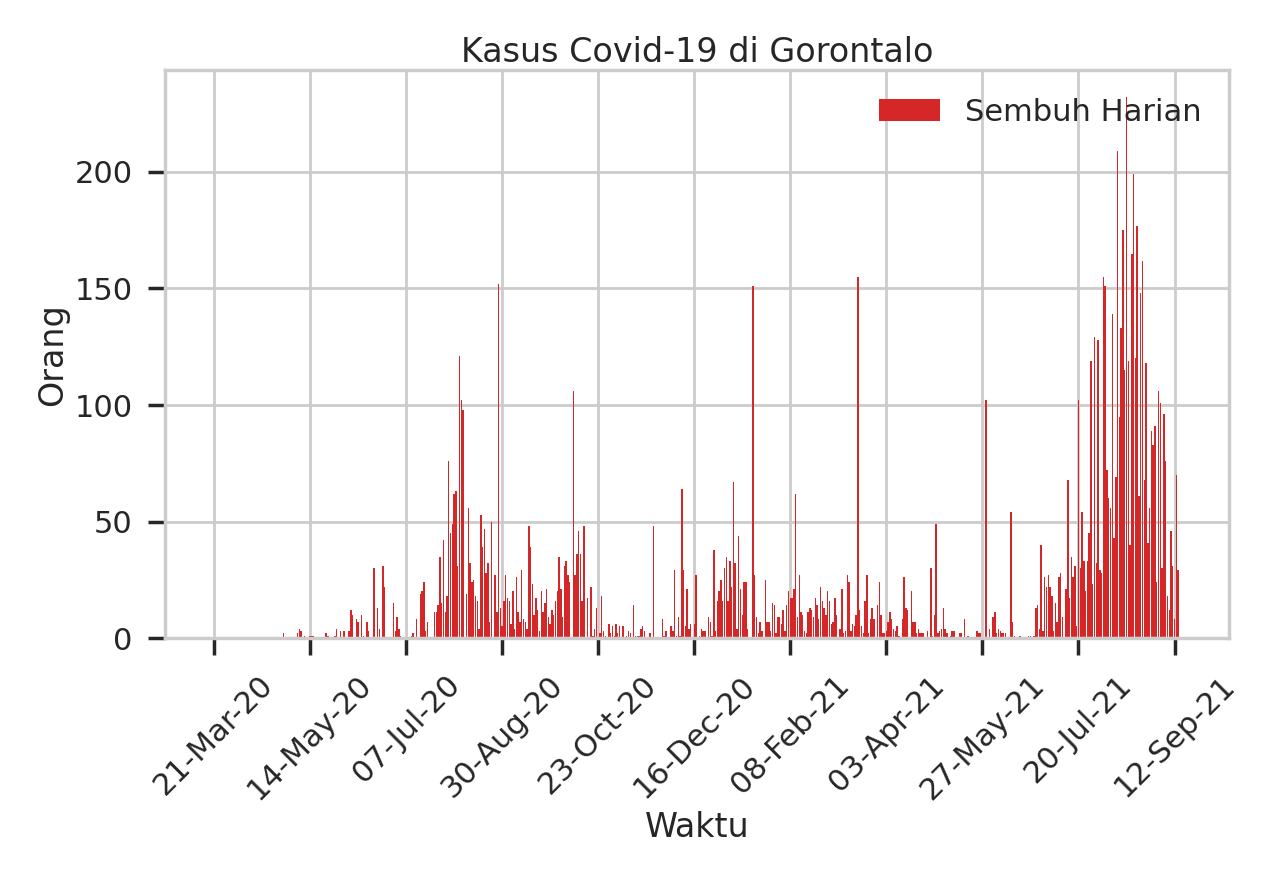 Kasus Covid-19 di Gorontalo
Sembuh Harian
Orang
200
150
100
50
0
21-Mar-20
14-May-20
07-Jul-20
30-Aug-20
23-Oct-20
16-Dec-20
08-Feb-21
03-Apr-21
27-May-21
20-Jul-21
12-Sep-21
Waktu